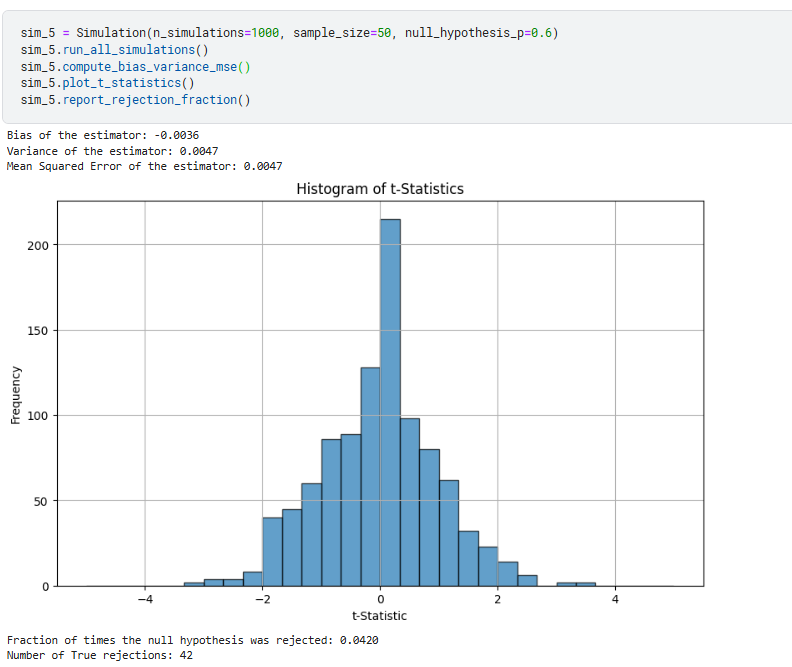 sim_5 = Simulation(n_simulations=1000, sample_size=50, null_hypothesis_p=0.6)
sim_5.run_all_simulations()
sim_5.compute_bias_variance_mse()
sim_5.plot_t_statistics()
sim_5.report_rejection_fraction()
Bias of the estimator: -0.0036
Variance of the estimator: 0.0047
Mean Squared Error of the estimator: 0.0047
Histogram of t-Statistics
200
150
100
50
0
Frequency
−4 −2 0 2 4
t-Statistic
Fraction of times the null hypothesis was rejected: 0.0420
Number of True rejections: 42